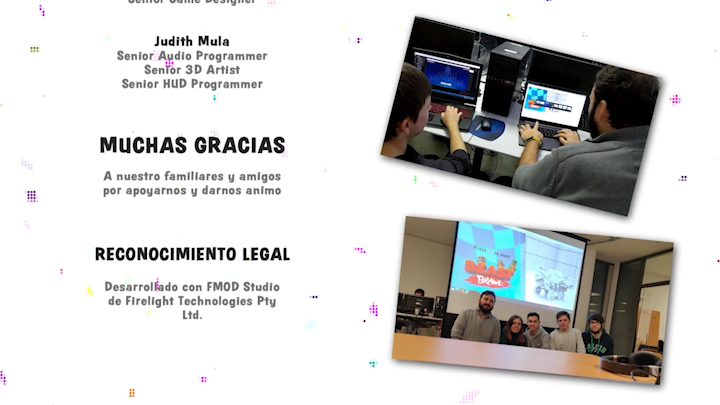 Senior Game Designer
Judith Mula
Senior Audio Programmer
Senior 3D Artist
Senior HUD Programmer
MUCHAS GRACIAS
A nuestro familiares y amigos
por apoyarnos y darnos animo
RECONOCIMIENTO LEGAL
Desarrollado con FMOD Studio
de Firelight Technologies Pty
Ltd.
BRAWL